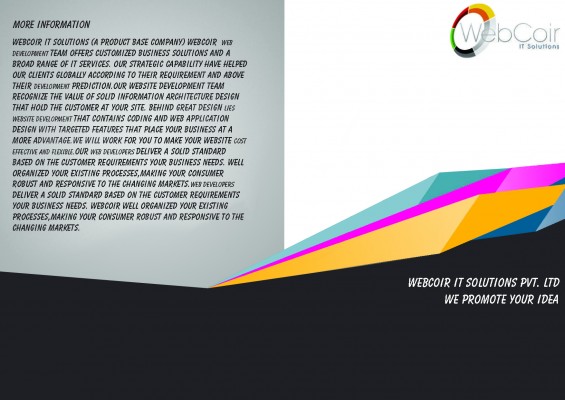 MORE INFORMATION
WEBCOIR IT SOLUTIONS (A PRODUCT BASE COMPANY) WEBCOIR WEB
DEVELOPMENT TEAM OFFERS CUSTOMIZED BUSINESS SOLUTIONS AND A
BROAD RANGE OF IT SERVICES. OUR STRATEGIC CAPABILITY HAVE HELPED
OUR CLIENTS GLOBALLY ACCORDING TO THEIR REQUIREMENT AND ABOVE
THEIR DEVELOPMENT PREDICTION.OUR WEBSITE DEVELOPMENT TEAM
RECOGNIZE THE VALUE OF SOLID INFORMATION ARCHITECTURE DESIGN
THAT HOLD THE CUSTOMER AT YOUR SITE. BEHIND GREAT DESIGN LIES
WEBSITE DEVELOPMENT THAT CONTAINS CODING AND WEB APPLICATION
DESIGN WITH TARGETED FEATURES THAT PLACE YOUR BUSINESS AT A
MORE ADVANTAGE.WE WILL WORK FOR YOU TO MAKE YOUR WEBSITE COST
EFFECTIVE AND FLEXIBLE.OUR WEB DEVELOPERS DELIVER A SOLID STANDARD
BASED ON THE CUSTOMER REQUIREMENTS YOUR BUSINESS NEEDS. WELL
ORGANIZED YOUR EXISTING PROCESSES,MAKING YOUR CONSUMER
ROBUST AND RESPONSIVE TO THE CHANGING MARKETS.WEB DEVELOPERS
DELIVER A SOLID STANDARD BASED ON THE CUSTOMER REQUIREMENTS
YOUR BUSINESS NEEDS. WEBCOIR WELL ORGANIZED YOUR EXISTING
PROCESSES,MAKING YOUR CONSUMER ROBUST AND RESPONSIVE TO THE
CHANGING MARKETS.
WebCoir
IT Solutions
WEBCOIR IT SOLUTIONS PVT. LTD
WE PROMOTE YOUR IDEA